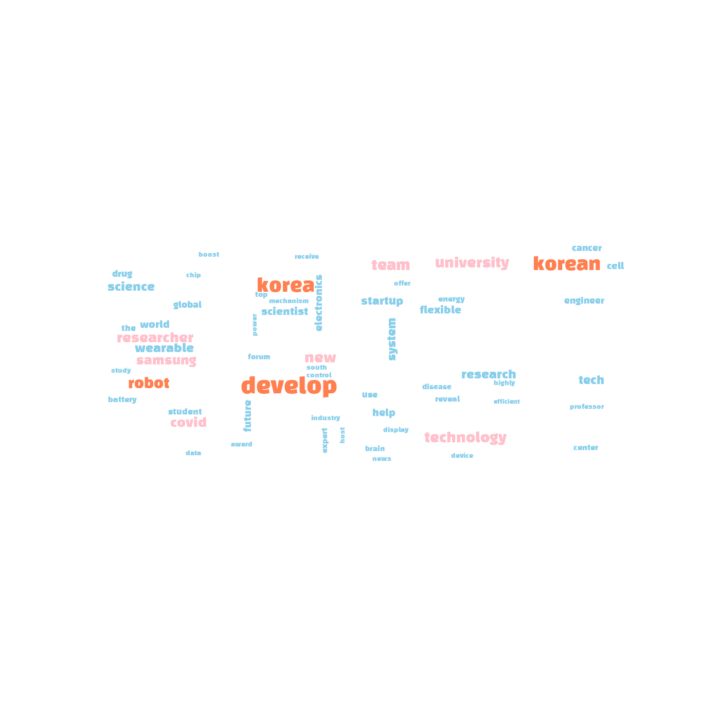 cancer
boost
receive
team
university
korean
cell
drug
chip
science
korea
offer
top
mechanism
electronics
energy
startup
engineer
global
scientist
flexible
power
the
world
system
researcher
wearable
forum
new
samsung
south
study
control
research
robot
develop
disease
highly
tech
use
battery
reveal
efficient
student
future
help
professor
covid
industry
display
technology
expert
host
award
brain
center
data
news
device